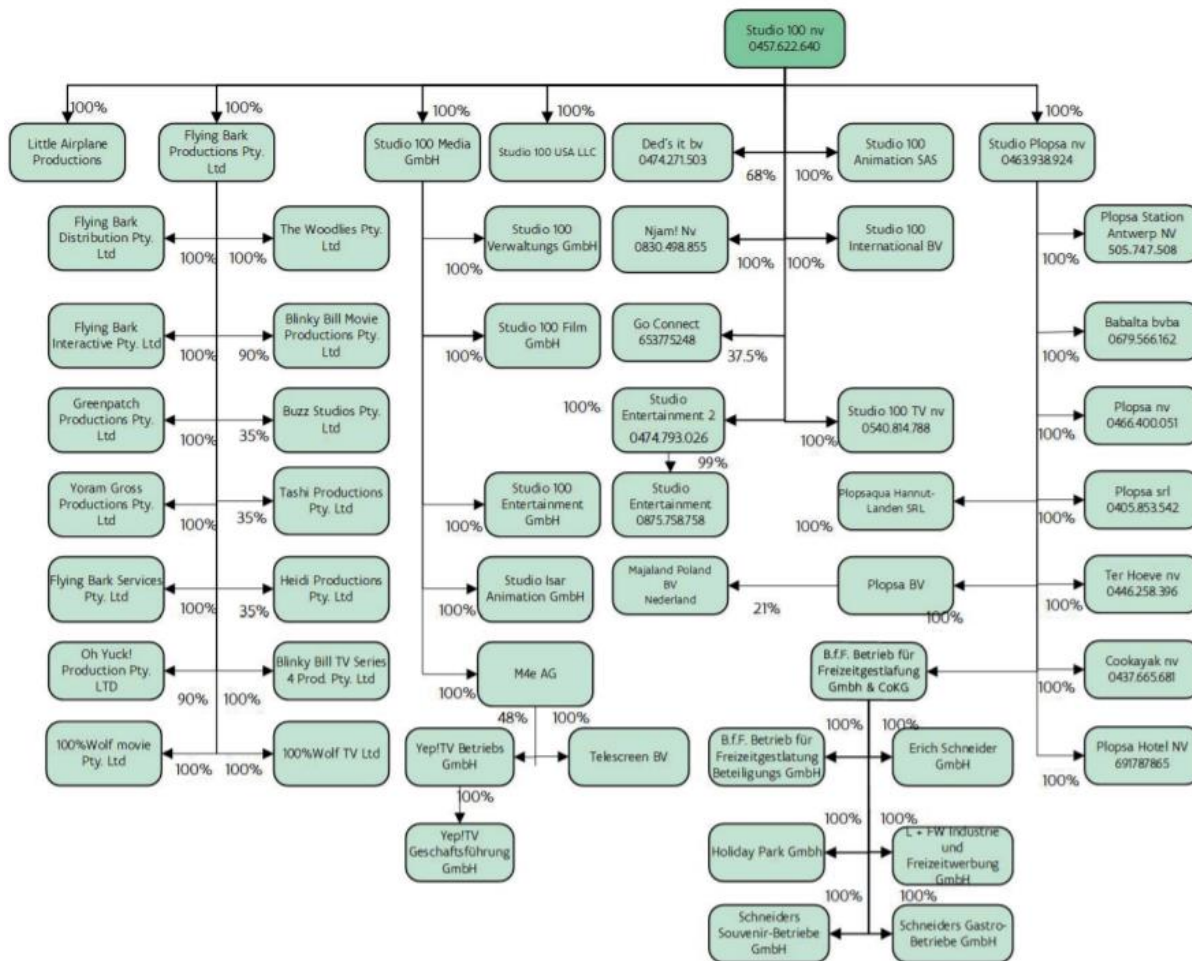 Studio 100 nv
0457.622.640
100%
100%
100%
100%
100%
Little Airplane
Productions
Flying Bark
Productions Pty.
Ltd
Studio 100 Media
GmbH
Studio 100 USA LLC
Ded's it bv
0474.271.503
68%
100%
Studio 100
Animation SAS
Studio Plopsa nv
0463.938.924
Flying Bark
Distribution Pty.
Ltd
100%
100%
The Woodlies Pty.
Ltd
Studio 100
Verwaltungs GmbH
100%
Njam! Nv
0830.498.855
100%
100%
Studio 100
International BV
Plopsa Station
Antwerp NV
505.747.508
100%
Flying Bark
Interactive Pty. Ltd
100%
90%
Blinky Bill Movie
Productions Pty.
Ltd
Studio 100 Film
GmbH
100%
Go Connect
653775248
37.5%
Babalta bvba
0679.566.162
100%
Greenpatch
Productions Pty.
Ltd
100%
35%
Buzz Studios Pty.
Ltd
100%
Studio
Entertainment 2
0474.793.026
99%
100%
Studio 100 TV nv
0540.814.788
Plopsa nv
0466.400.051
100%
Yoram Gross
Productions Pty.
Ltd
100%
35%
Tashi Productions
Pty. Ltd
Studio 100
Entertainment
GmbH
100%
Studio
Entertainment
0875.758.758
Plopsaqua Hannut-
Landen SRL
100%
Plopsa srl
0405.853.542
100%
Flying Bark Services
Pty. Ltd
100%
35%
Heidi Productions
Pty. Ltd
Studio Isar
Animation GmbH
100%
Majaland Poland
BV
Nederland
21%
Plopsa BV
100%
Ter Hoeve nv
0446.258.396
100%
Oh Yuck!
Production Pty.
LTD
90%
100%
Blinky Bill TV Series
4 Prod. Pty. Ltd
M4e AG
100%
48%
100%
B.f.F. Betrieb für
Freizeitgestlafung
Gmbh & CoKG
Cookayak nv
0437.665.681
100%
100%Wolf movie
Pty. Ltd
100%
100%
100%Wolf TV Ltd
Yep!TV Betriebs
GmbH
Telescreen BV
100%
100%
B.f.F. Betrieb für
Freizeitgestlatung
Beteiligungs GmbH
Erich Schneider
GmbH
Plopsa Hotel NV
691787865
100%
100%
Yep!TV
Geschaftsführung
GmbH
100%
100%
Holiday Park Gmbh
L + FW Industrie
und
Freizeitwerbung
GmbH
100%
100%
Schneiders
Souvenir-Betriebe
GmbH
Schneiders Gastro-
Betriebe GmbH